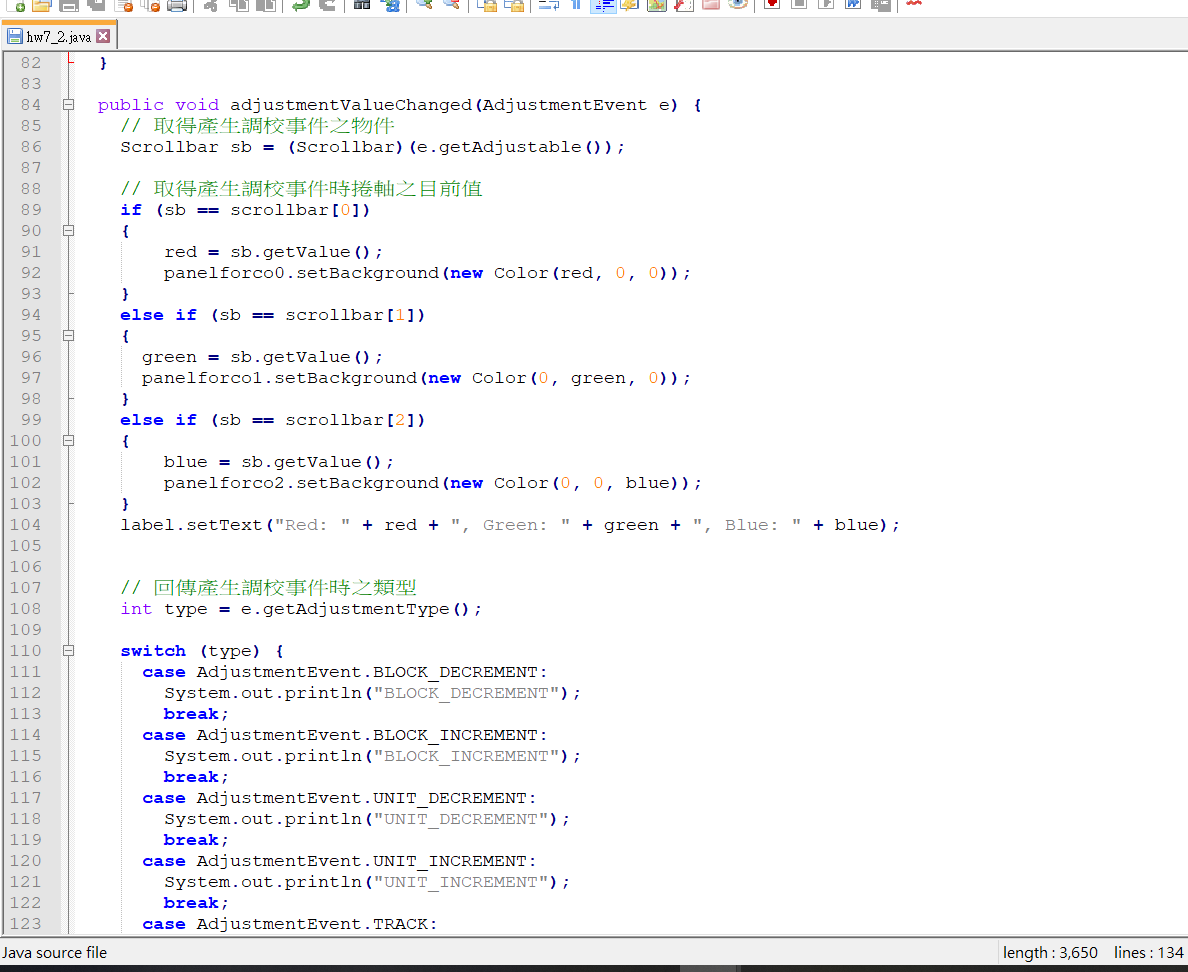 hw7_2.java
82 }
83
84 public void adjustmentValueChanged(AdjustmentEvent e) {
85 // 取得產生調校事件之物件
86 Scrollbar sb = (Scrollbar)(e.getAdjustable());
87
88 // 取得產生調校事件時捲軸之目前值
89 if (sb == scrollbar[0])
90 {
91 red = sb.getValue();
92 panelforco0.setBackground(new Color(red, 0, 0));
93 }
94 else if (sb == scrollbar[1])
95 {
96 green = sb.getValue();
97 panelforco1.setBackground(new Color(0, green, 0));
98 }
99 else if (sb == scrollbar[2])
100 {
101 blue = sb.getValue();
102 panelforco2.setBackground(new Color(0, 0, blue));
103 }
104 label.setText("Red: " + red + ", Green: " + green + ", Blue: " + blue);
105
106
107 // 回傳產生調校事件時之類型
108 int type = e.getAdjustmentType();
109
110 switch (type) {
111 case AdjustmentEvent.BLOCK_DECREMENT:
112 System.out.println("BLOCK_DECREMENT");
113 break;
114 case AdjustmentEvent.BLOCK_INCREMENT:
115 System.out.println("BLOCK_INCREMENT");
116 break;
117 case AdjustmentEvent.UNIT_DECREMENT:
118 System.out.println("UNIT_DECREMENT");
119 break;
120 case AdjustmentEvent.UNIT_INCREMENT:
121 System.out.println("UNIT_INCREMENT");
122 break;
123 case AdjustmentEvent.TRACK:
Java source file length : 3,650 lines : 134